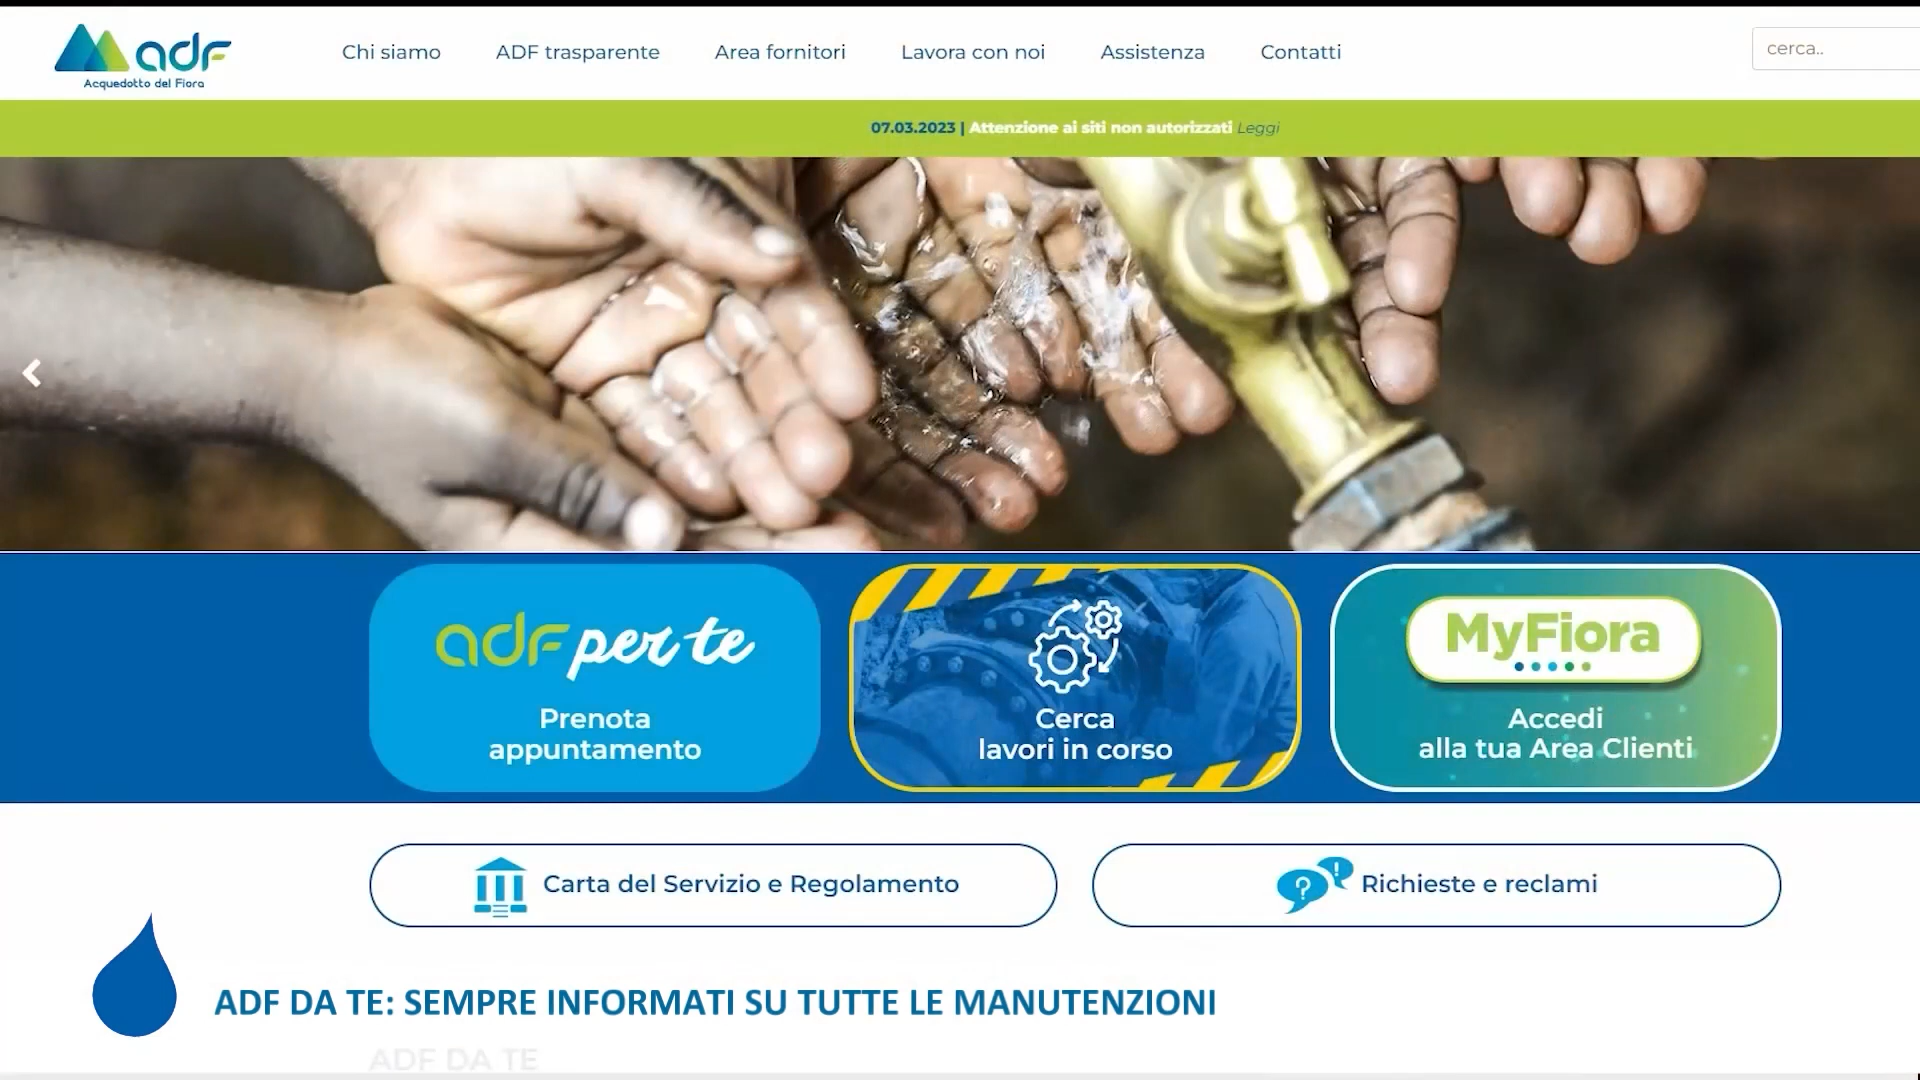 adf
Acquedotto del Fiora
Chi siamo
ADF trasparente
Area fornitori
Lavora con noi
Assistenza
Contatti
cerca..
07.03.2023 | Attenzione ai siti non autorizzati Leggi
adf per te
Prenota
appuntamento
Cerca
lavori in corso
MyFiora
Accedi
alla tua Area Clienti
Carta del Servizio e Regolamento
Richieste e reclami
ADF DA TE: SEMPRE INFORMATI SU TUTTE LE MANUTENZIONI
ADF DA TE